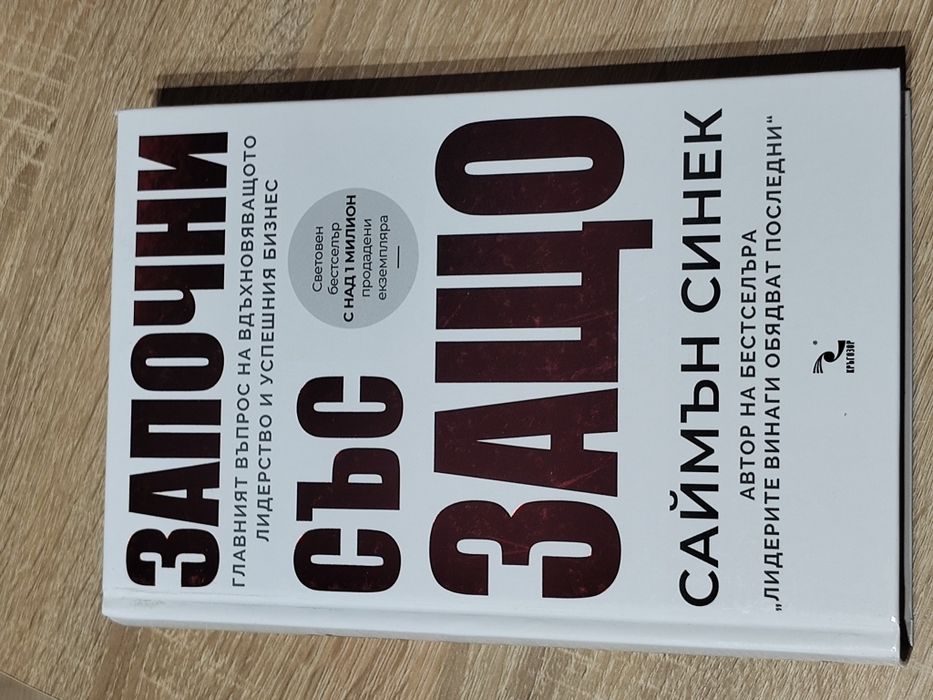 ЗАПОЧНИ
ГЛАВНИЯТ ВЪПРОС НА ВДЪХНОВЯВАЩОТО
ЛИДЕРСТВО И УСПЕШНИЯ БИЗНЕС
СЪС
Световен
бестселър
С НАД 1 МИЛИОН
продадени
екземпляра
ЗАЩО
САЙМЪН СИНЕК
АВТОР НА БЕСТСЕЛЪРА
„ЛИДЕРИТЕ ВИНАГИ ОБЯДВАТ ПОСЛЕДНИ“
КРЪГОЗОР